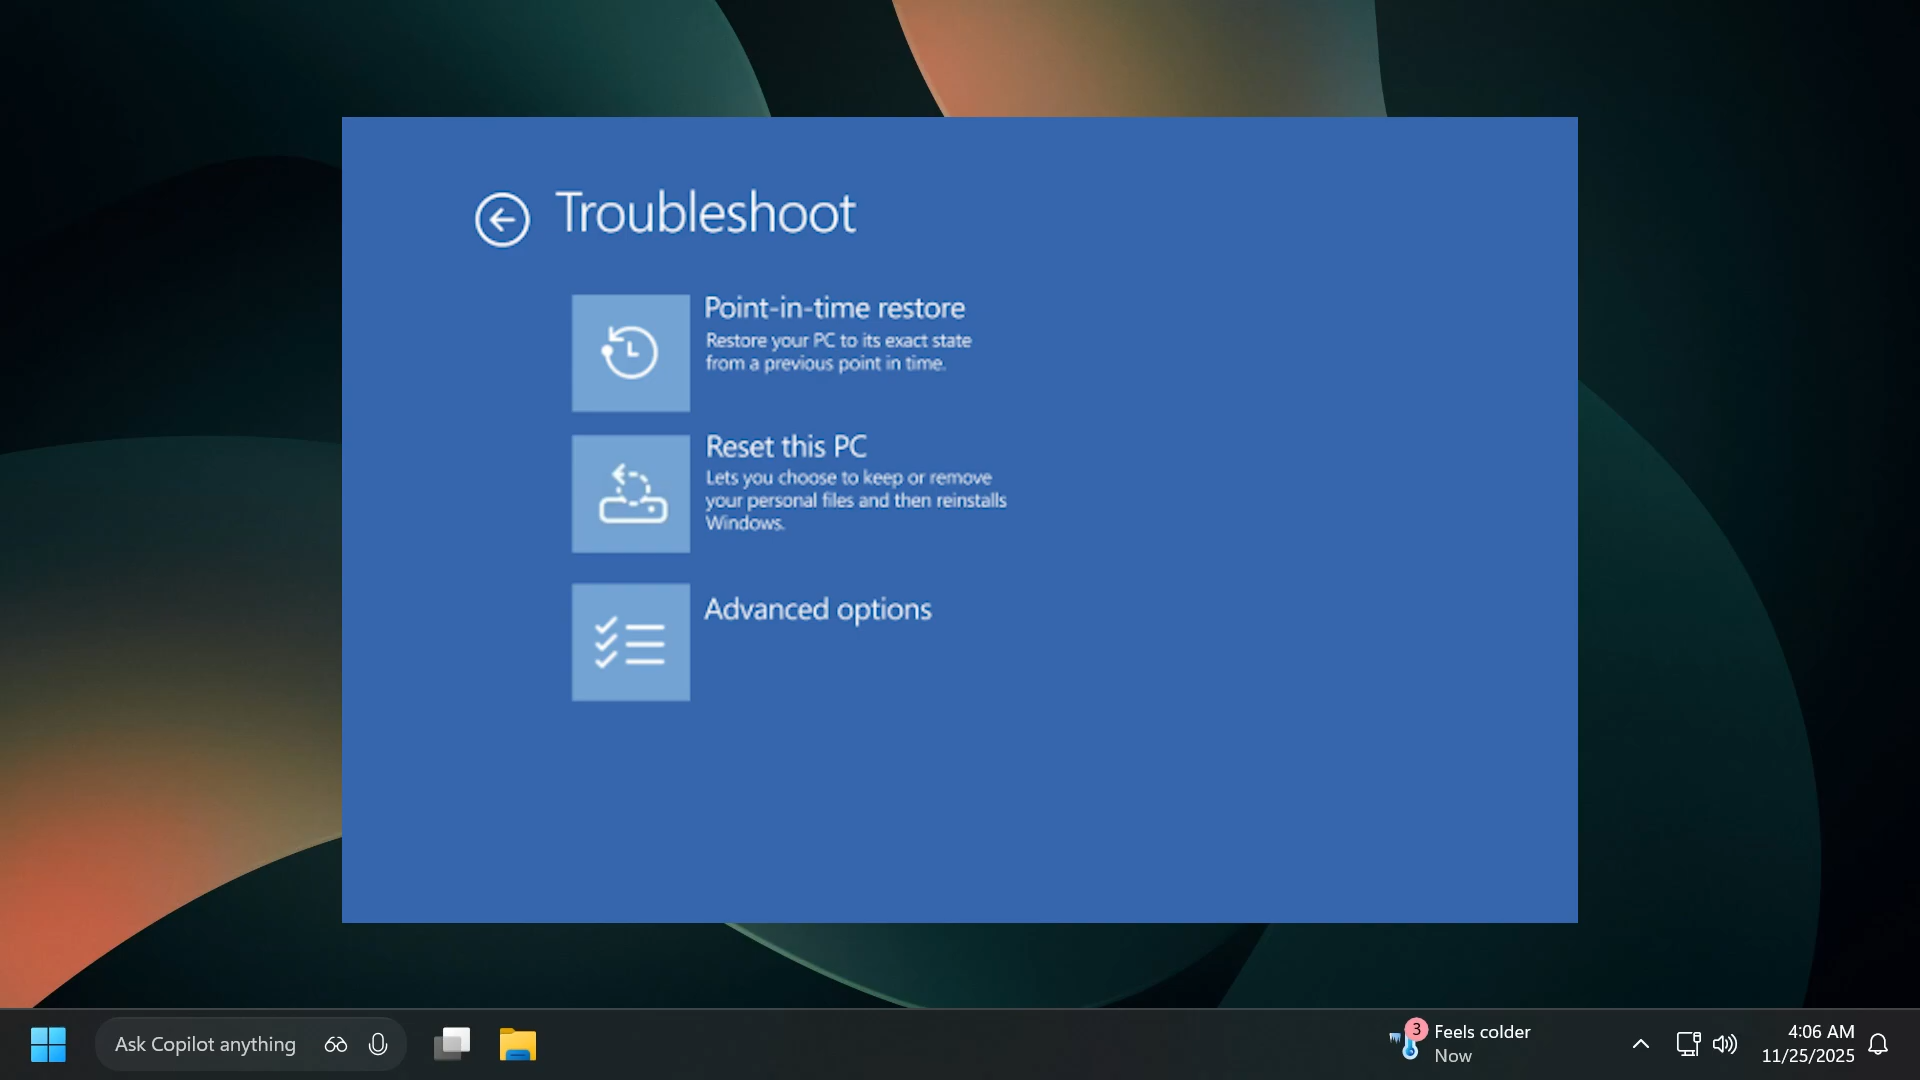 Troubleshoot
Point-in-time restore
Restore your PC to its exact state
from a previous point in time.
Reset this PC
Lets you choose to keep or remove
your personal files and then reinstalls
Windows.
Advanced options
Ask Copilot anything
3
Feels colder
Now
4:06 AM
11/25/2025